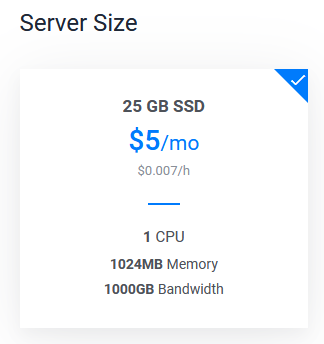 Server Size
25 GB SSD
$5/mo
$0.007/h
1 CPU
1024MB Memory
1000GB Bandwidth